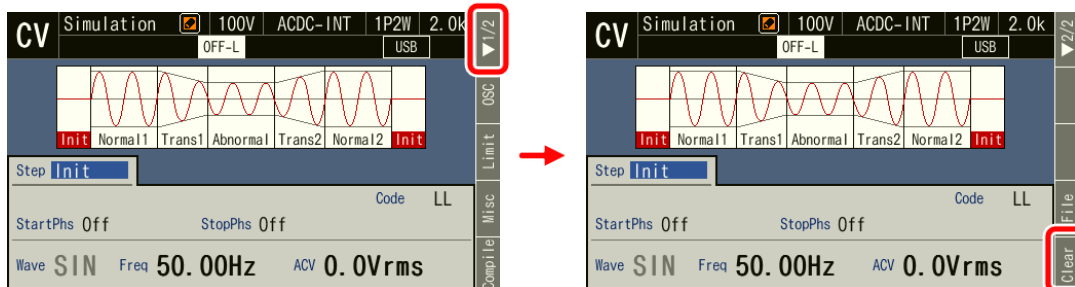 CV Simulation 100V ACDC-INT 1P2W 2.0k
OFF-L USB
▼1/2
OSC
Limit
Misc
Compile
Init Normal1 Trans1 Abnormal Trans2 Normal2 Init
Step Init
Code LL
StartPhs Off StopPhs Off
Wave SIN Freq 50.00Hz ACV 0.0Vrms
CV Simulation 100V ACDC-INT 1P2W 2.0k
OFF-L USB
▼2/2
File
Clear
Init Normal1 Trans1 Abnormal Trans2 Normal2 Init
Step Init
Code LL
StartPhs Off StopPhs Off
Wave SIN Freq 50.00Hz ACV 0.0Vrms